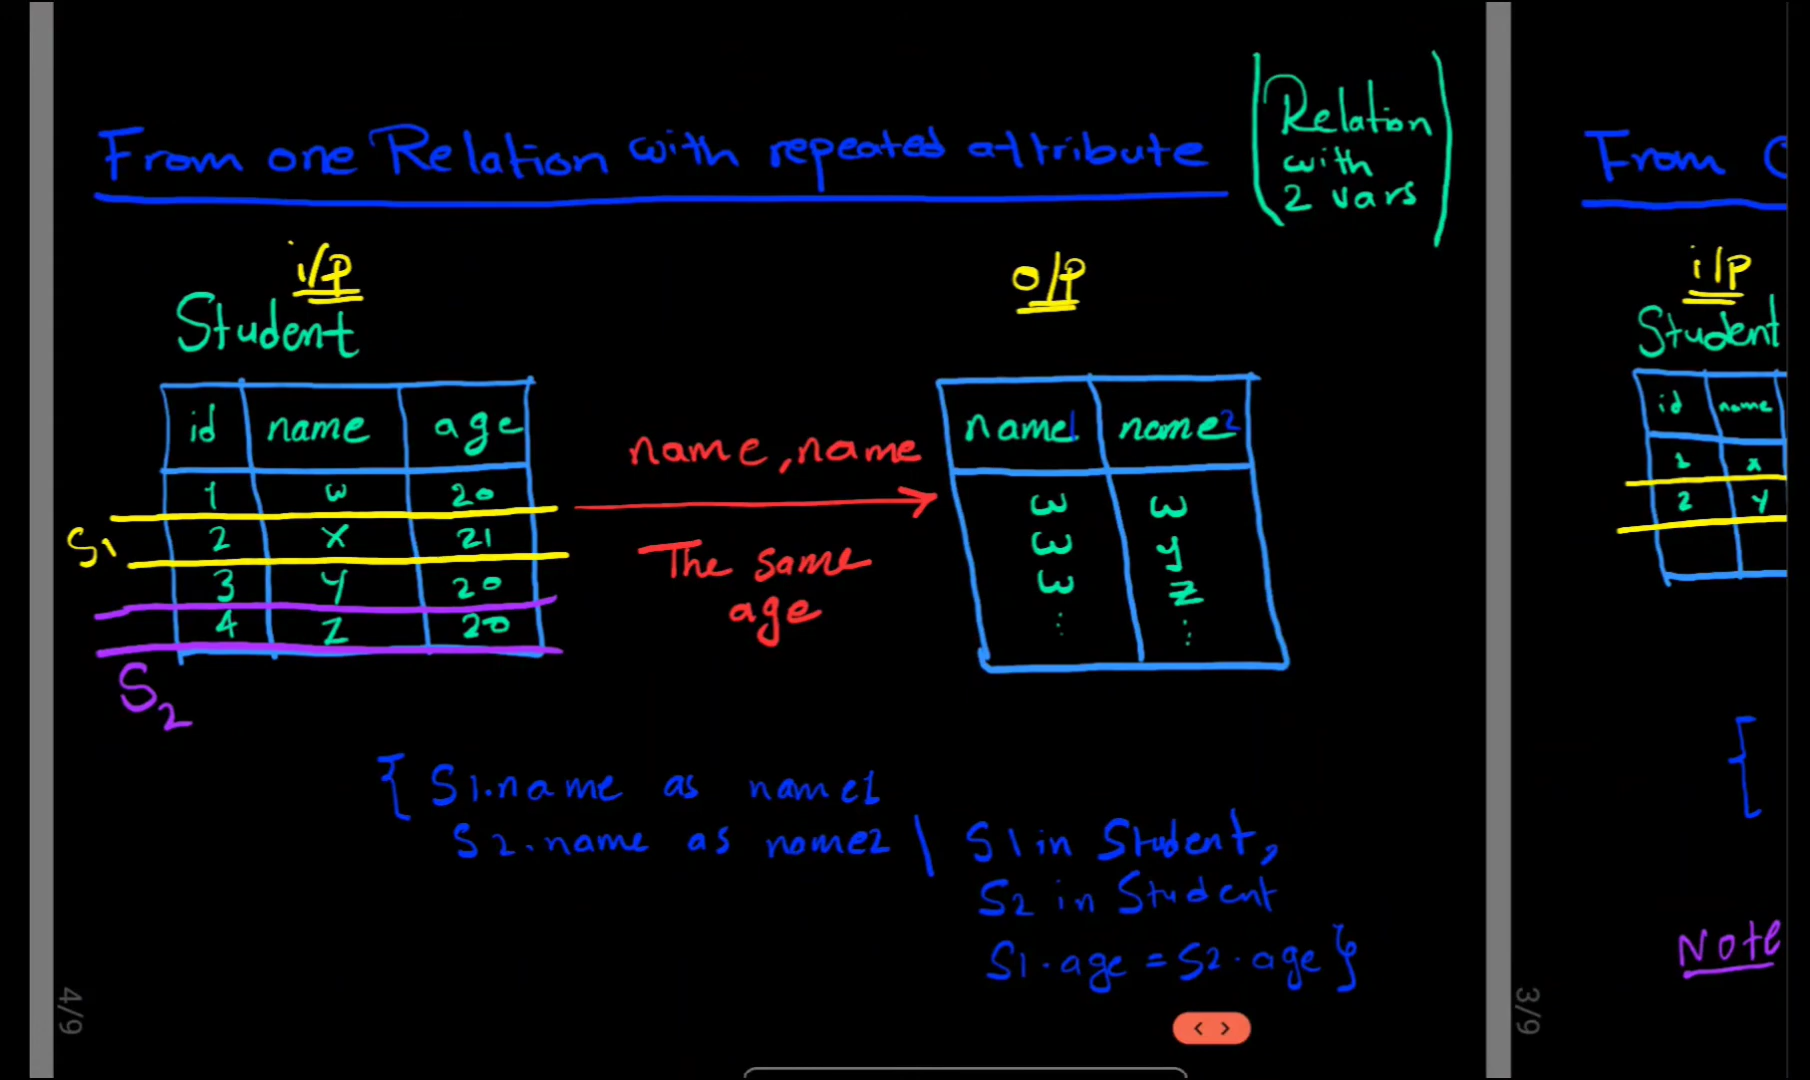 From one Relation with repeated attribute
Relation
with
2 vars
i/p
Student
id name age
1 w 20
2 x 21
3 y 20
4 z 20
S1
S2
name, name
The same
age
o/p
name1 name2
w w
w y
w z
⋮ ⋮
{ S1.name as name1
S2.name as name2 | S1 in Student,
S2 in Student
S1.age = S2.age }
4/9
< >
From
i/p
Student
id name
1 x
2 y
{
Note
3/9